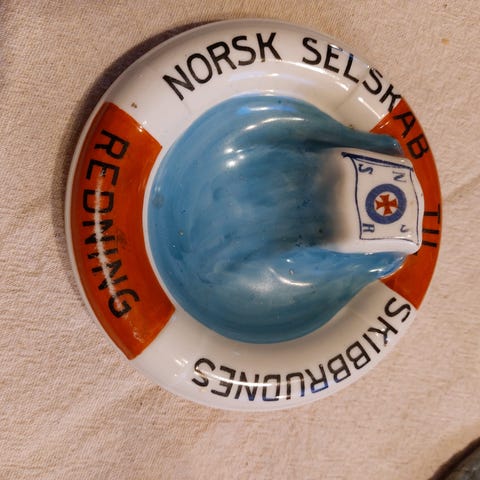 NORSK SELSKAB TIL SKIBBRUDNES REDNING
N S